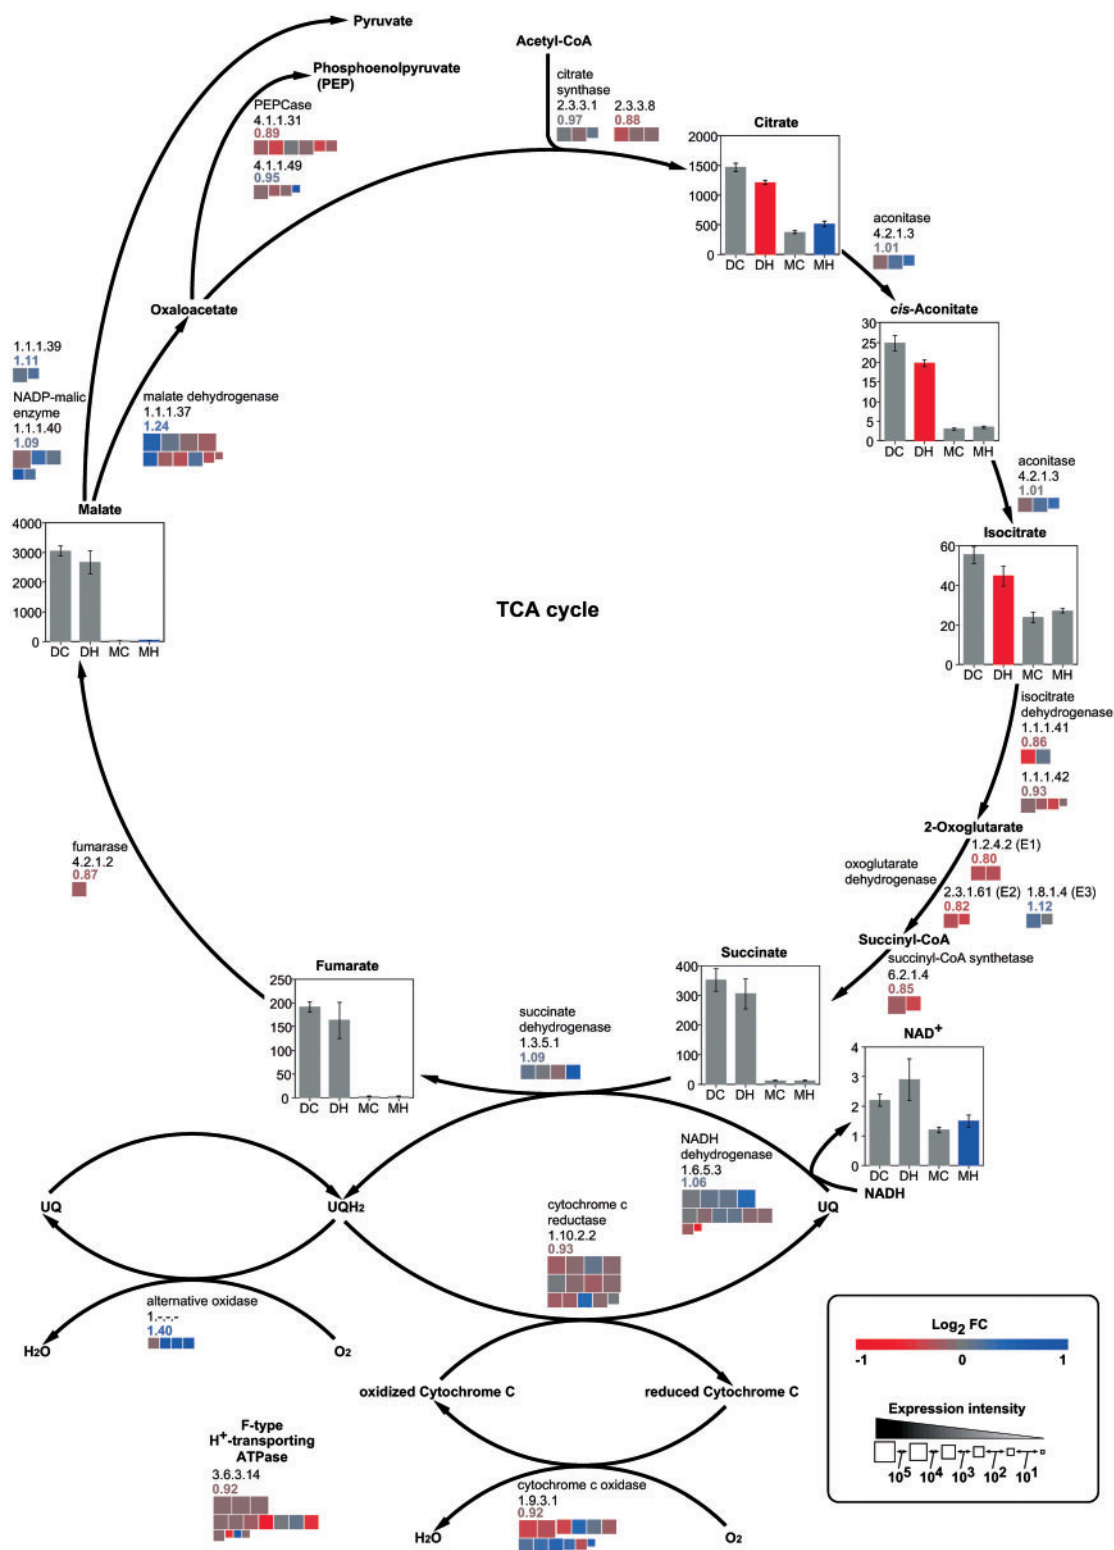 Pyruvate
Acetyl-CoA
Phosphoenolpyruvate
(PEP)
citrate
synthase
2.3.3.1
0.97
2.3.3.8
0.88
PEPCase
4.1.1.31
0.89
4.1.1.49
0.95
Citrate
2000
1500
1000
500
0
DC DH MC MH
aconitase
4.2.1.3
1.01
Oxaloacetate
cis-Aconitate
30
25
20
15
10
5
0
DC DH MC MH
1.1.1.39
1.11
NADP-malic
enzyme
1.1.1.40
1.09
malate dehydrogenase
1.1.1.37
1.24
aconitase
4.2.1.3
1.01
Malate
4000
3000
2000
1000
0
DC DH MC MH
Isocitrate
60
40
20
0
DC DH MC MH
TCA cycle
isocitrate
dehydrogenase
1.1.1.41
0.86
1.1.1.42
0.93
2-Oxoglutarate
oxoglutarate
dehydrogenase
1.2.4.2 (E1)
0.80
2.3.1.61 (E2)
0.82
1.8.1.4 (E3)
1.12
fumarase
4.2.1.2
0.87
Succinyl-CoA
succinyl-CoA synthetase
6.2.1.4
0.85
Fumarate
250
200
150
100
50
0
DC DH MC MH
succinate
dehydrogenase
1.3.5.1
1.09
Succinate
400
300
200
100
0
DC DH MC MH
NAD+
4
3
2
1
0
DC DH MC MH
NADH
NADH
dehydrogenase
1.6.5.3
1.06
UQ
UQH2
UQ
cytochrome c
reductase
1.10.2.2
0.93
alternative oxidase
1.-.-.-
1.40
H2O
O2
oxidized Cytochrome C
reduced Cytochrome C
F-type
H+-transporting
ATPase
3.6.3.14
0.92
cytochrome c oxidase
1.9.3.1
0.92
H2O
O2
Log2 FC
-1 0 1
Expression intensity
10^5 10^4 10^3 10^2 10^1